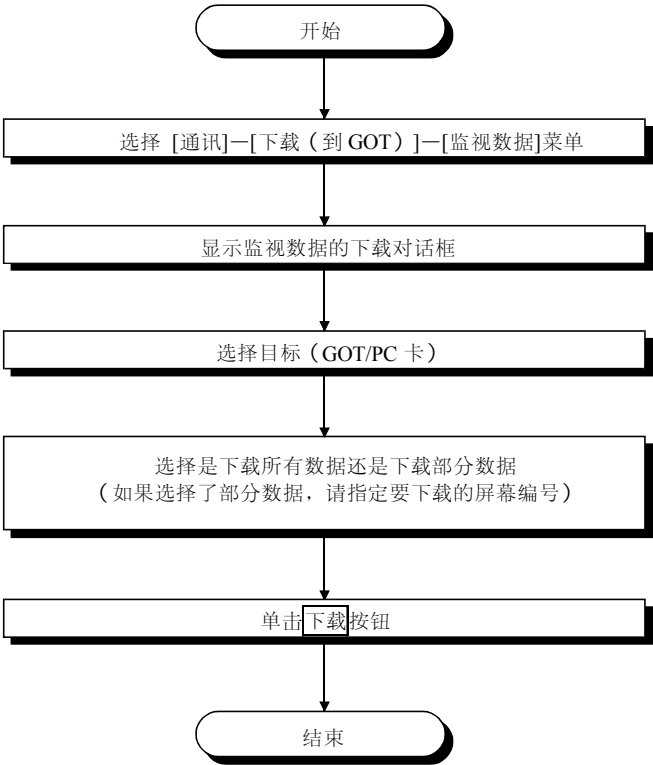 开始
选择 [通讯]－[下载（到 GOT）]－[监视数据]菜单
显示监视数据的下载对话框
选择目标（GOT/PC 卡）
选择是下载所有数据还是下载部分数据
（如果选择了部分数据，请指定要下载的屏幕编号）
单击下载按钮
结束